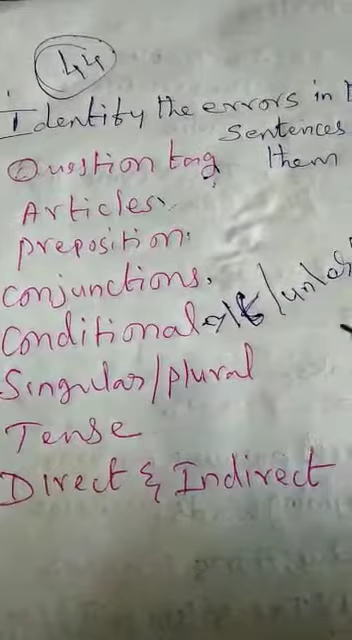 44
Identify the errors in t
sentences
Question tag them
Articles.
preposition.
conjunctions.
Conditional - If / unles
Singular/plural
Tense
Direct & Indirect